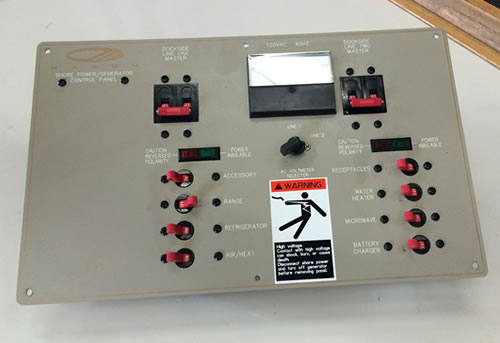 DOCKSIDE
LINE ONE
MASTER
120VAC 60HZ
DOCKSIDE
LINE TWO
MASTER
SHORE POWER/GENERATOR
CONTROL PANEL
LINE 1
LINE 2
CAUTION
REVERSED
POLARITY
POWER
AVAILABLE
CAUTION
REVERSED
POLARITY
POWER
AVAILABLE
AC VOLTMETER
SELECTOR
ACCESSORY
RANGE
REFRIGERATOR
AIR/HEAT
RECEPTACLES
WATER
HEATER
MICROWAVE
BATTERY
CHARGER
WARNING
High voltage.
Contact with high voltage
can shock, burn, or cause
death.
Disconnect shore power
and turn off generator
before removing panel.